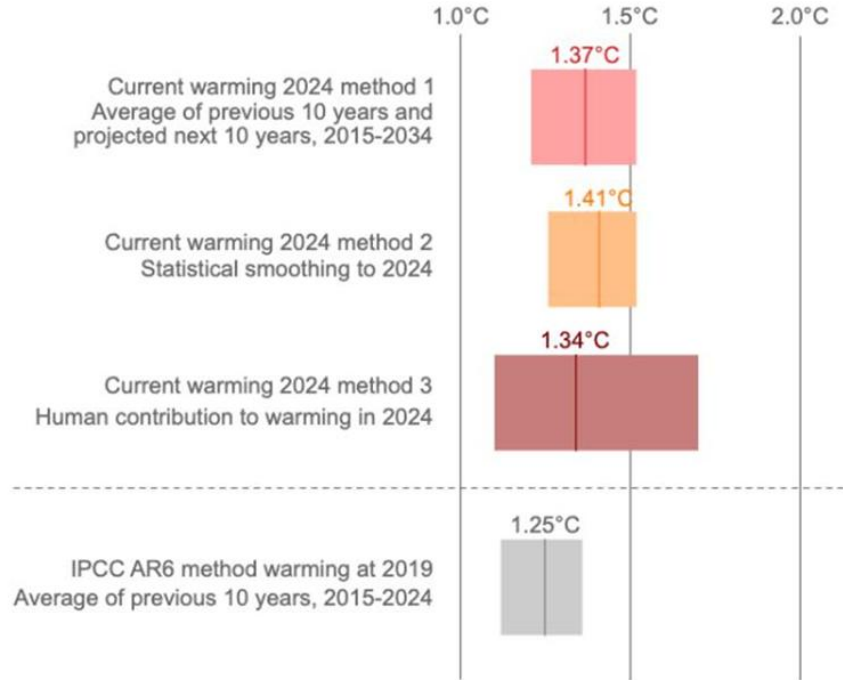 1.0°C 1.5°C 2.0°C
1.37°C
Current warming 2024 method 1
Average of previous 10 years and
projected next 10 years, 2015-2034
1.41°C
Current warming 2024 method 2
Statistical smoothing to 2024
1.34°C
Current warming 2024 method 3
Human contribution to warming in 2024
1.25°C
IPCC AR6 method warming at 2019
Average of previous 10 years, 2015-2024